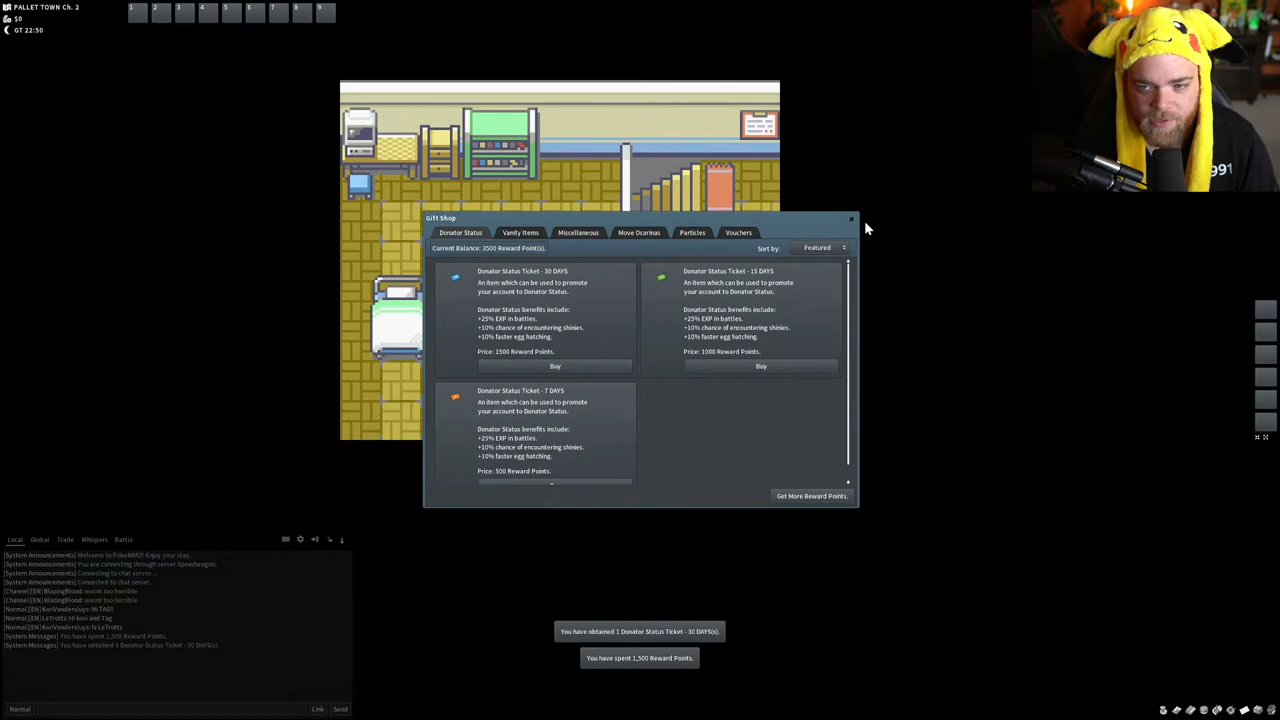 PALLET TOWN Ch. 2
$0
GT 22:50
1 2 3 4 5 6 7 8 9
991
Gift Shop
Donator Status Vanity Items Miscellaneous Move Ocarinas Particles Vouchers
Current Balance: 3500 Reward Point(s).
Sort by: Featured
Donator Status Ticket - 30 DAYS
An item which can be used to promote
your account to Donator Status.
Donator Status benefits include:
+25% EXP in battles.
+10% chance of encountering shinies.
+10% faster egg hatching.
Price: 1500 Reward Points.
Buy
Donator Status Ticket - 15 DAYS
An item which can be used to promote
your account to Donator Status.
Donator Status benefits include:
+25% EXP in battles.
+10% chance of encountering shinies.
+10% faster egg hatching.
Price: 1000 Reward Points.
Buy
Donator Status Ticket - 7 DAYS
An item which can be used to promote
your account to Donator Status.
Donator Status benefits include:
+25% EXP in battles.
+10% chance of encountering shinies.
+10% faster egg hatching.
Price: 500 Reward Points.
Get More Reward Points.
Local Global Trade Whispers Battle
[System Announcements] Welcome to PokeMMO! Enjoy your stay.
[System Announcements] You are connecting through server Speedwagon.
[System Announcements] Connecting to chat server...
[System Announcements] Connected to chat server.
[Channel][EN] BlazingBlood: wasnt too horrible
[Channel][EN] BlazingBlood: wasnt too horrible
[Normal][EN] KoriVandersluys: Hi TAG!!
[Normal][EN] LeTrotts: Hi kori and Tag
[Normal][EN] KoriVandersluys: hi LeTrotts
[System Messages] You have spent 1,500 Reward Points.
[System Messages] You have obtained 1 Donator Status Ticket - 30 DAYS(s).
Normal Link Send
You have obtained 1 Donator Status Ticket - 30 DAYS(s).
You have spent 1,500 Reward Points.